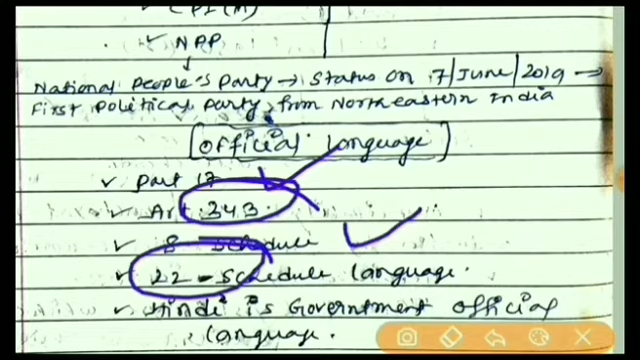 ✓ CPI(M)
✓ NPP
National People's Party → Status on 7/June/2019 →
First Political Party from Northeastern India
[Official Language]
✓ Part 17
✓ Art 343
✓ 8 - Schedule
✓ 22 - Schedule Language.
✓ Hindi is Government official
Language.